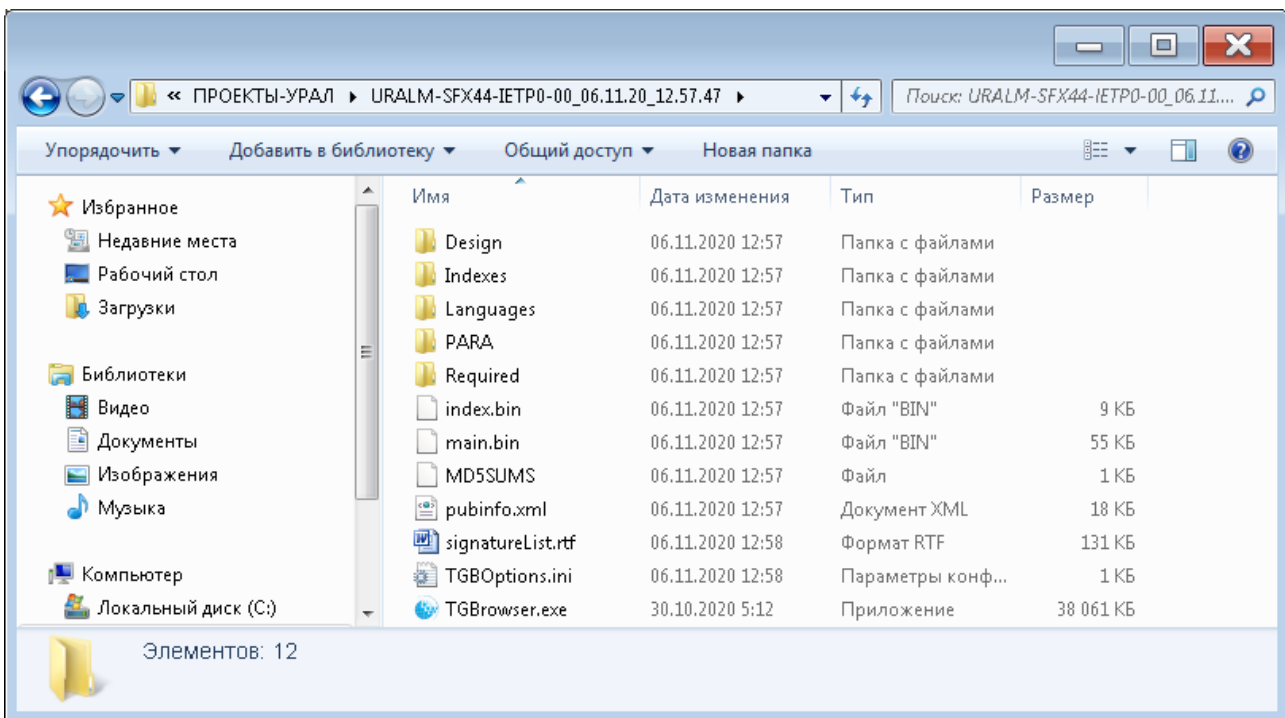 « ПРОЕКТЫ-УРАЛ ▸ URALM-SFX44-IETP0-00_06.11.20_12.57.47 ▸ Поиск: URALM-SFX44-IETP0-00_06.11....
Упорядочить ▼ Добавить в библиотеку ▼ Общий доступ ▼ Новая папка
Избранное
Недавние места
Рабочий стол
Загрузки
Библиотеки
Видео
Документы
Изображения
Музыка
Компьютер
Локальный диск (C:)
Имя Дата изменения Тип Размер
Design 06.11.2020 12:57 Папка с файлами
Indexes 06.11.2020 12:57 Папка с файлами
Languages 06.11.2020 12:57 Папка с файлами
PARA 06.11.2020 12:57 Папка с файлами
Required 06.11.2020 12:57 Папка с файлами
index.bin 06.11.2020 12:57 Файл "BIN" 9 КБ
main.bin 06.11.2020 12:57 Файл "BIN" 55 КБ
MD5SUMS 06.11.2020 12:57 Файл 1 КБ
pubinfo.xml 06.11.2020 12:57 Документ XML 18 КБ
signatureList.rtf 06.11.2020 12:58 Формат RTF 131 КБ
TGBOptions.ini 06.11.2020 12:58 Параметры конф... 1 КБ
TGBrowser.exe 30.10.2020 5:12 Приложение 38 061 КБ
Элементов: 12